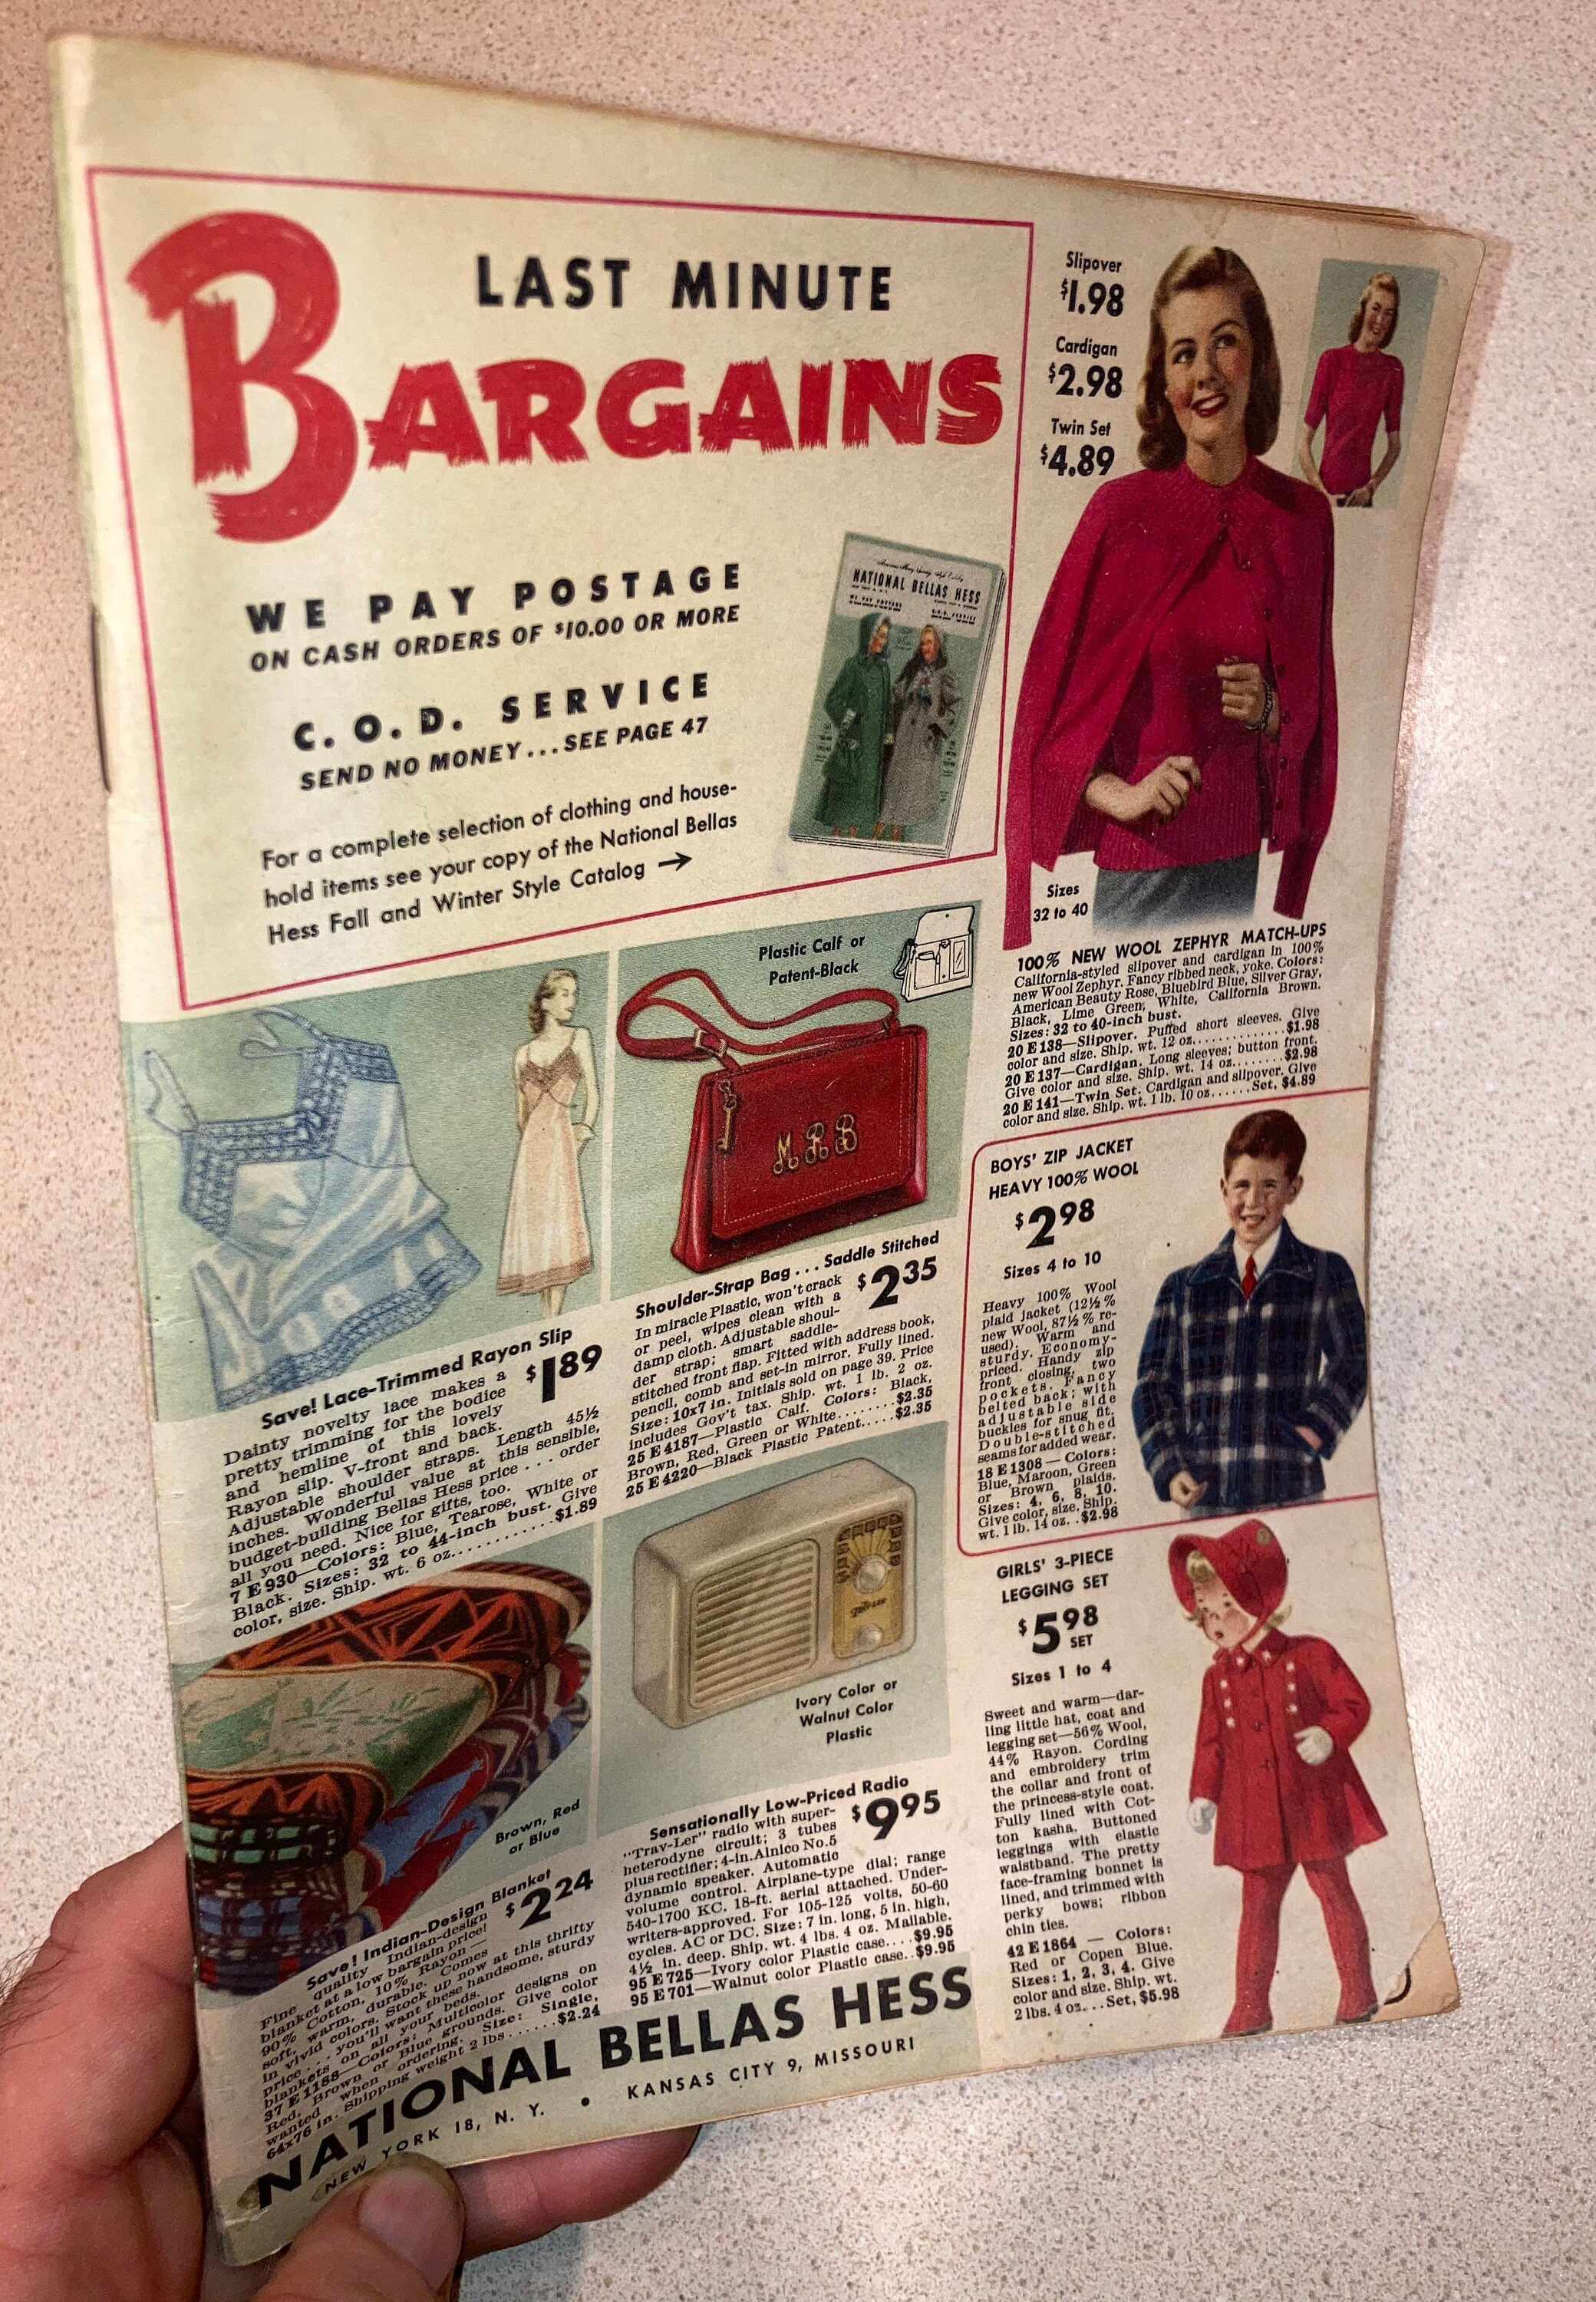 LAST MINUTE
BARGAINS
WE PAY POSTAGE
ON CASH ORDERS OF $10.00 OR MORE
C.O.D. SERVICE
SEND NO MONEY...SEE PAGE 47
For a complete selection of clothing and house-
hold items see your copy of the National Bellas
Hess Fall and Winter Style Catalog →
NATIONAL BELLAS HESS
WE PAY POSTAGE
C.O.D. SERVICE
Slipover
$1.98
Cardigan
$2.98
Twin Set
$4.89
Sizes
32 to 40
100% NEW WOOL ZEPHYR MATCH-UPS
California-styled slipover and cardigan in 100%
new Wool Zephyr. Fancy ribbed neck, yoke. Colors:
American Beauty Rose, Bluebird Blue, Silver Gray,
Black, Lime Green, White, California Brown.
Sizes: 32 to 40-inch bust.
20 E 138—Slipover. Puffed short sleeves. Give
color and size. Ship. wt. 12 oz..............$1.98
20 E 137—Cardigan. Long sleeves; button front.
Give color and size. Ship. wt. 14 oz........$2.98
20 E 141—Twin Set. Cardigan and slipover. Give
color and size. Ship. wt. 1 lb. 10 oz......Set, $4.89
Save! Lace-Trimmed Rayon Slip
$1.89
Dainty novelty lace makes a
pretty trimming for the bodice
and hemline of this lovely
Rayon slip. V-front and back.
Adjustable shoulder straps. Length 45½
inches. Wonderful value at this sensible,
budget-building Bellas Hess price ... order
all you need. Nice for gifts, too.
7 E 930—Colors: Blue, Tearose, White or
Black. Sizes: 32 to 44-inch bust. Give
color, size. Ship. wt. 6 oz............$1.89
Plastic Calf or
Patent-Black
M R B
Shoulder-Strap Bag...Saddle Stitched
$2.35
In miracle Plastic, won't crack
or peel, wipes clean with a
damp cloth. Adjustable shoul-
der strap; smart saddle-
stitched front flap. Fitted with address book,
pencil, comb and set-in mirror. Fully lined.
Size: 10x7 in. Initials sold on page 39. Price
includes Gov't tax. Ship. wt. 1 lb. 2 oz.
25 E 4187—Plastic Calf. Colors: Black,
Brown, Red, Green or White........$2.35
25 E 4220—Black Plastic Patent.....$2.35
BOYS' ZIP JACKET
HEAVY 100% WOOL
$2.98
Sizes 4 to 10
Heavy 100% Wool
plaid jacket (12½%
new Wool, 87½% re-
used). Warm and
sturdy. Economy-
priced. Handy zip
front closing, two
pockets. Fancy
belted back; with
adjustable side
buckles for snug fit.
Double-stitched
seams for added wear.
18 E 1308 — Colors:
Blue, Maroon, Green
or Brown plaids.
Sizes: 4, 6, 8, 10.
Give color, size. Ship.
wt. 1 lb. 14 oz. .$2.98
Brown, Red
or Blue
Save! Indian-Design Blanket
$2.24
Fine quality Indian-design
blanket at a low bargain price!
90% Cotton, 10% Rayon—
soft, warm, durable. Comes
in vivid colors. Stock up now at this thrifty
price ... you'll want these handsome, sturdy
blankets on all your beds.
37 E 1188—Colors: Multicolor designs on
Red, Brown or Blue grounds. Give color
wanted when ordering. Size: Single,
64x76 in. Shipping weight 2 lbs.......$2.24
Trav-Ler
Ivory Color or
Walnut Color
Plastic
Sensationally Low-Priced Radio
$9.95
"Trav-Ler" radio with super-
heterodyne circuit; 3 tubes
plus rectifier; 4-in. Alnico No.5
dynamic speaker. Automatic
volume control. Airplane-type dial; range
540-1700 KC. 18-ft. aerial attached. Under-
writers-approved. For 105-125 volts, 50-60
cycles. AC or DC. Size: 7 in. long, 5 in. high,
4½ in. deep. Ship. wt. 4 lbs. 4 oz. Mallable.
95 E 725—Ivory color Plastic case....$9.95
95 E 701—Walnut color Plastic case..$9.95
GIRLS' 3-PIECE
LEGGING SET
$5.98
SET
Sizes 1 to 4
Sweet and warm—dar-
ling little hat, coat and
legging set—56% Wool,
44% Rayon. Cording
and embroidery trim
the collar and front of
the princess-style coat.
Fully lined with Cot-
ton kasha. Buttoned
leggings with elastic
waistband. The pretty
face-framing bonnet is
lined, and trimmed with
perky bows; ribbon
chin ties.
42 E 1864 — Colors:
Red or Copen Blue.
Sizes: 1, 2, 3, 4. Give
color and size. Ship. wt.
2 lbs. 4 oz...Set, $5.98
NATIONAL BELLAS HESS
NEW YORK 18, N. Y. • KANSAS CITY 9, MISSOURI